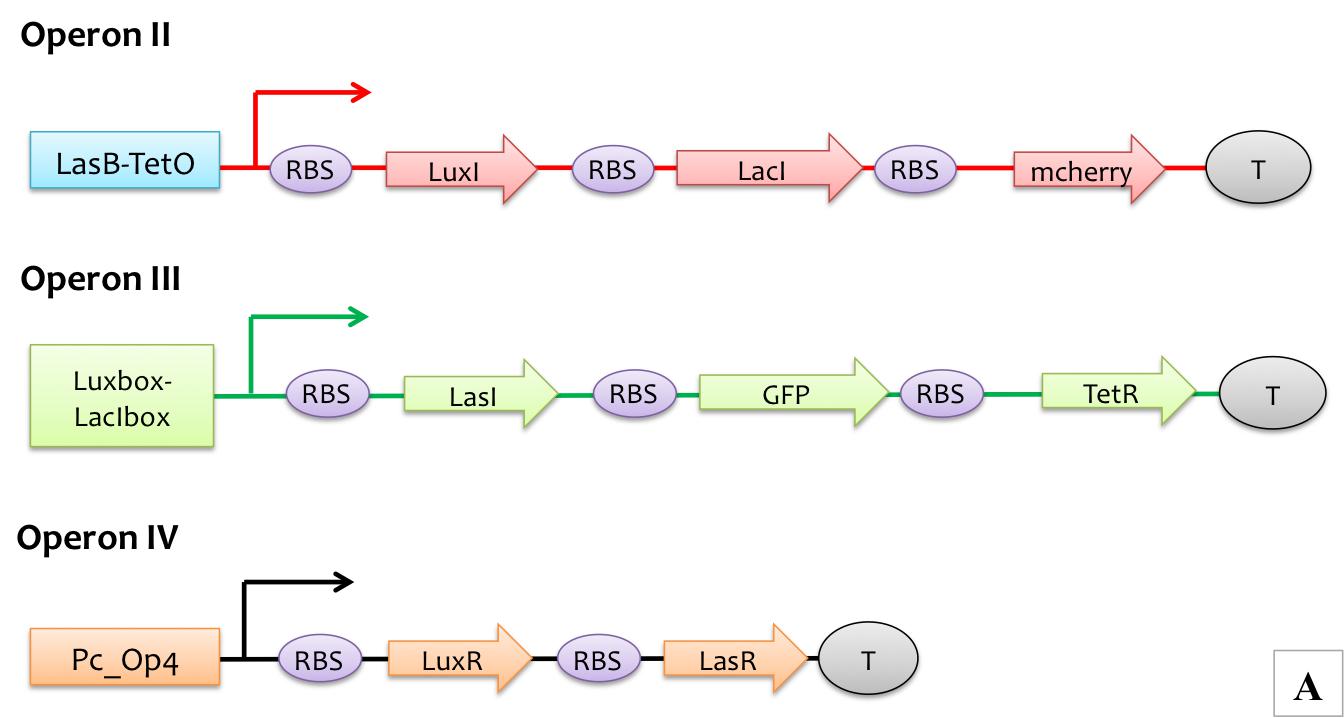 Operon II
LasB-TetO
RBS
LuxI
RBS
LacI
RBS
mcherry
T
Operon III
Luxbox-
LacIbox
RBS
LasI
RBS
GFP
RBS
TetR
T
Operon IV
Pc_Op4
RBS
LuxR
RBS
LasR
T
A